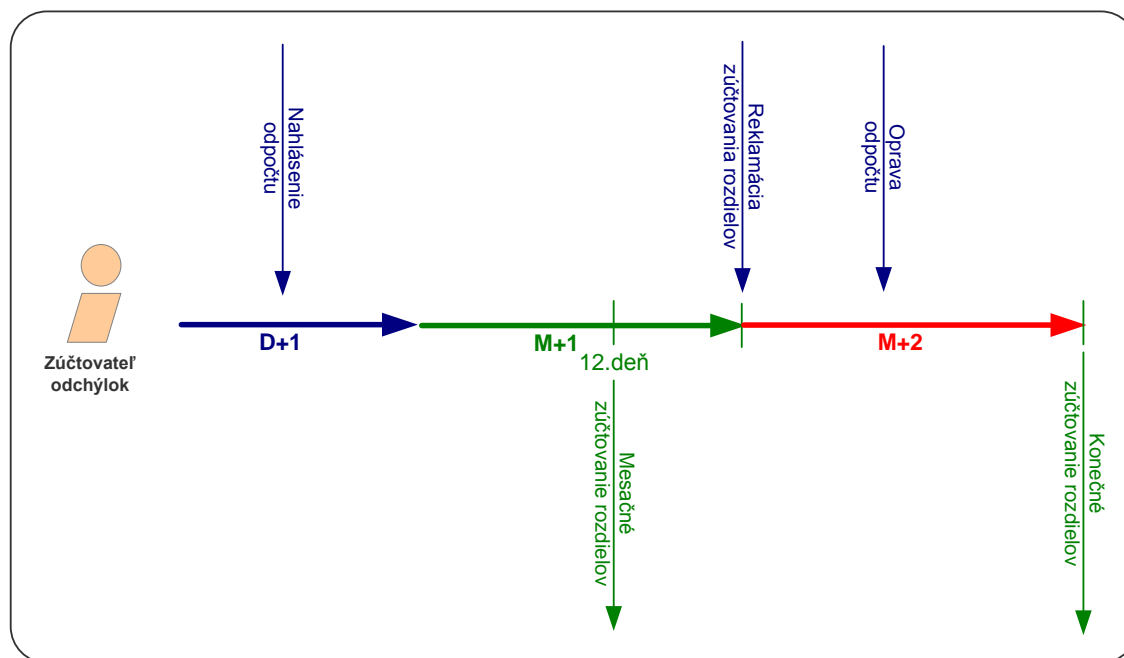 Nahlásenie
odpočtu
Reklamácia
zúčtovania rozdielov
Oprava
odpočtu
Zúčtovateľ
odchýlok
D+1
M+1
12.deň
M+2
Mesačné
zúčtovanie rozdielov
Konečné
zúčtovanie rozdielov